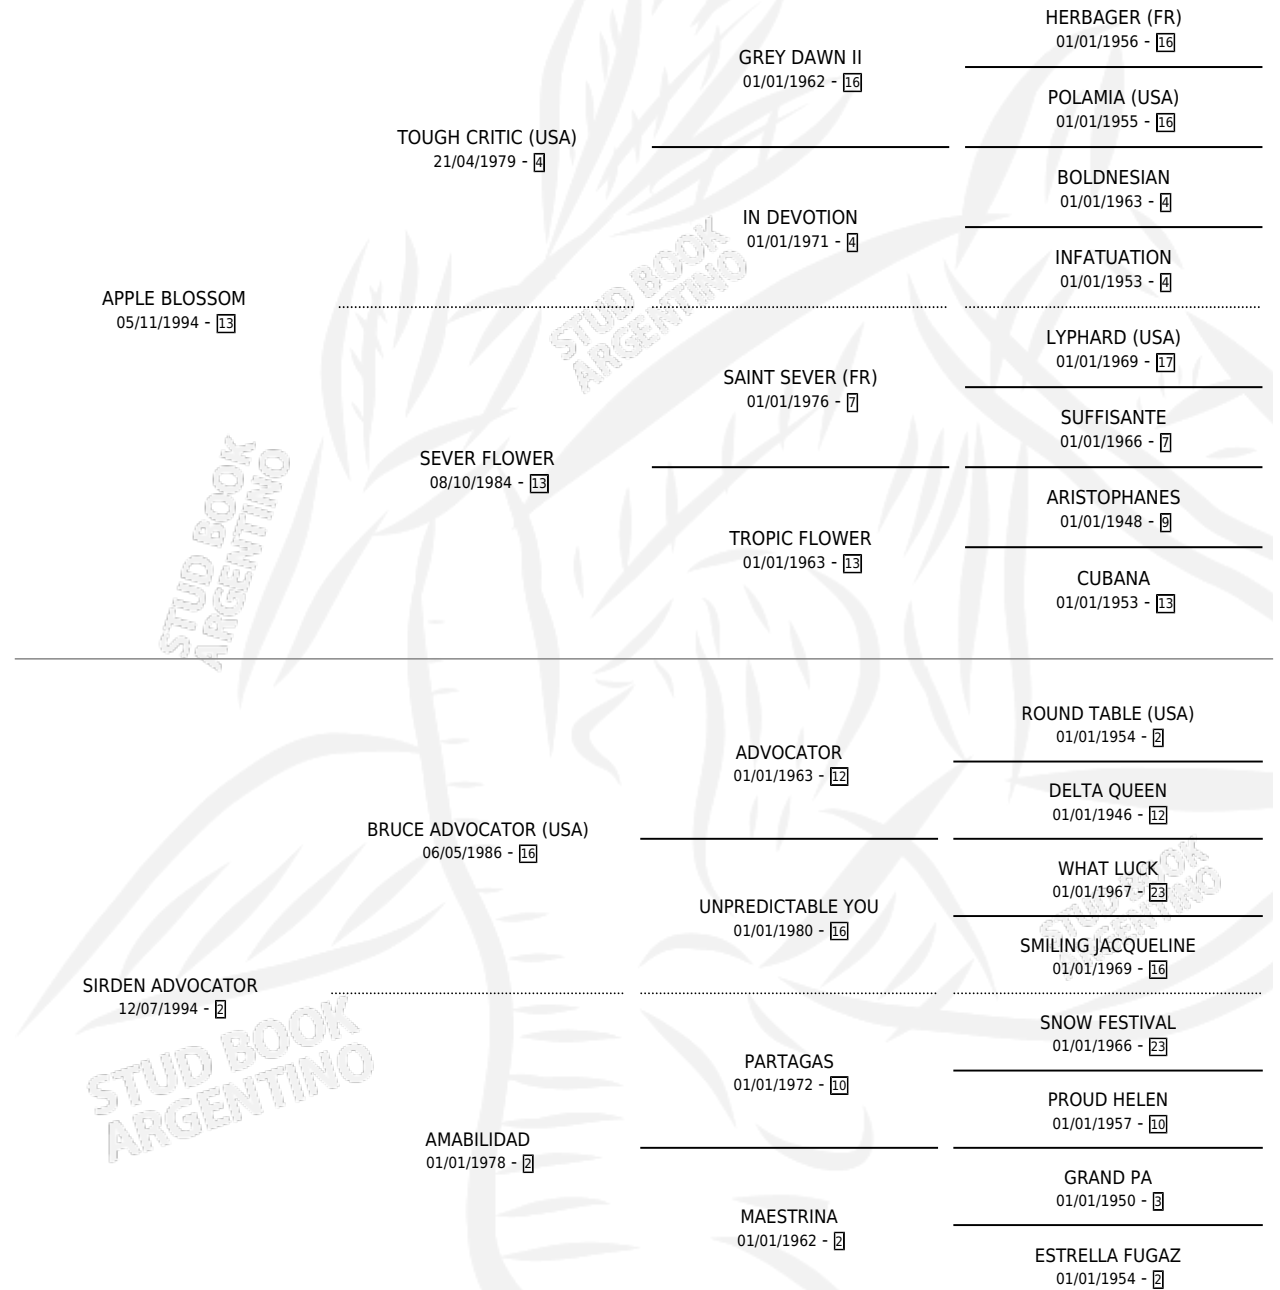 HERBAGER (FR)
01/01/1956 - 16
GREY DAWN II
01/01/1962 - 16
POLAMIA (USA)
01/01/1955 - 16
TOUGH CRITIC (USA)
21/04/1979 - 4
BOLDNESIAN
01/01/1963 - 4
IN DEVOTION
01/01/1971 - 4
INFATUATION
01/01/1953 - 4
APPLE BLOSSOM
05/11/1994 - 13
STUD BOOK
ARGENTINO
LYPHARD (USA)
01/01/1969 - 17
SAINT SEVER (FR)
01/01/1976 - 7
SUFFISANTE
01/01/1966 - 7
SEVER FLOWER
08/10/1984 - 13
ARISTOPHANES
01/01/1948 - 9
TROPIC FLOWER
01/01/1963 - 13
CUBANA
01/01/1953 - 13
STUD BOOK
ARGENTINO
ROUND TABLE (USA)
01/01/1954 - 2
ADVOCATOR
01/01/1963 - 12
DELTA QUEEN
01/01/1946 - 12
BRUCE ADVOCATOR (USA)
06/05/1986 - 16
WHAT LUCK
01/01/1967 - 23
UNPREDICTABLE YOU
01/01/1980 - 16
SMILING JACQUELINE
01/01/1969 - 16
STUD BOOK
ARGENTINO
SIRDEN ADVOCATOR
12/07/1994 - 2
SNOW FESTIVAL
01/01/1966 - 23
PARTAGAS
01/01/1972 - 10
PROUD HELEN
01/01/1957 - 10
STUD BOOK
ARGENTINO
AMABILIDAD
01/01/1978 - 2
GRAND PA
01/01/1950 - 3
MAESTRINA
01/01/1962 - 2
ESTRELLA FUGAZ
01/01/1954 - 2